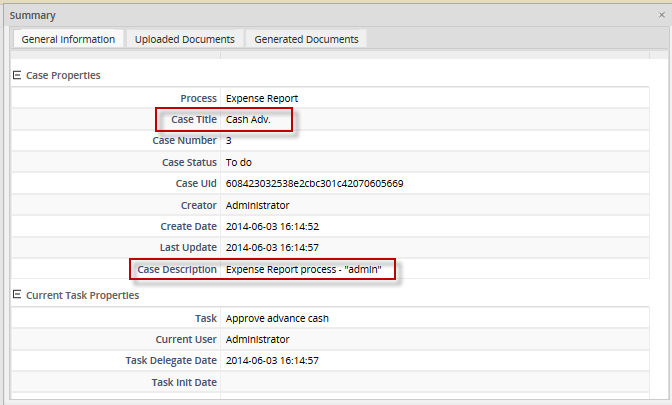 Summary
General Information Uploaded Documents Generated Documents
Case Properties
Process Expense Report
Case Title Cash Adv.
Case Number 3
Case Status To do
Case Uid 608423032538e2cbc301c42070605669
Creator Administrator
Create Date 2014-06-03 16:14:52
Last Update 2014-06-03 16:14:57
Case Description Expense Report process - "admin"
Current Task Properties
Task Approve advance cash
Current User Administrator
Task Delegate Date 2014-06-03 16:14:57
Task Init Date